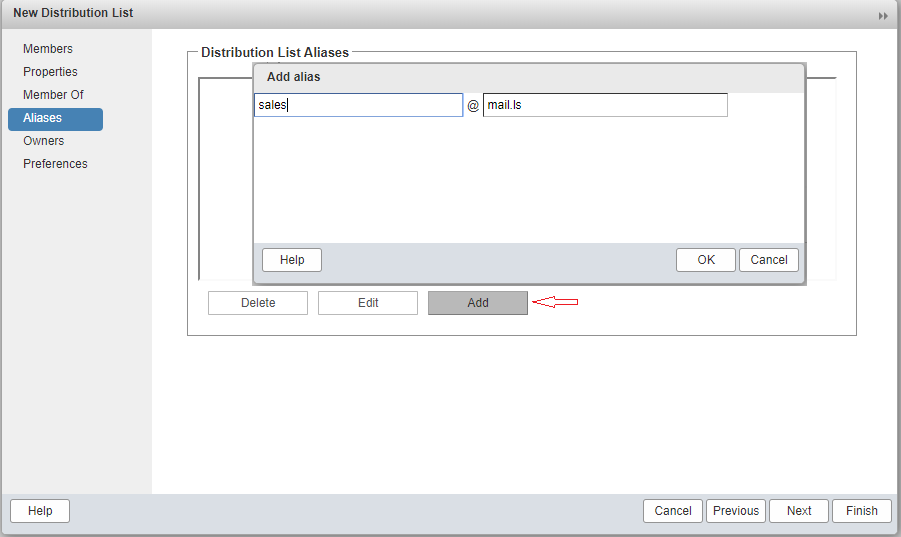 New Distribution List
Members
Properties
Member Of
Aliases
Owners
Preferences
Distribution List Aliases
Add alias
sales @ mail.ls
Help OK Cancel
Delete Edit Add
Help Cancel Previous Next Finish